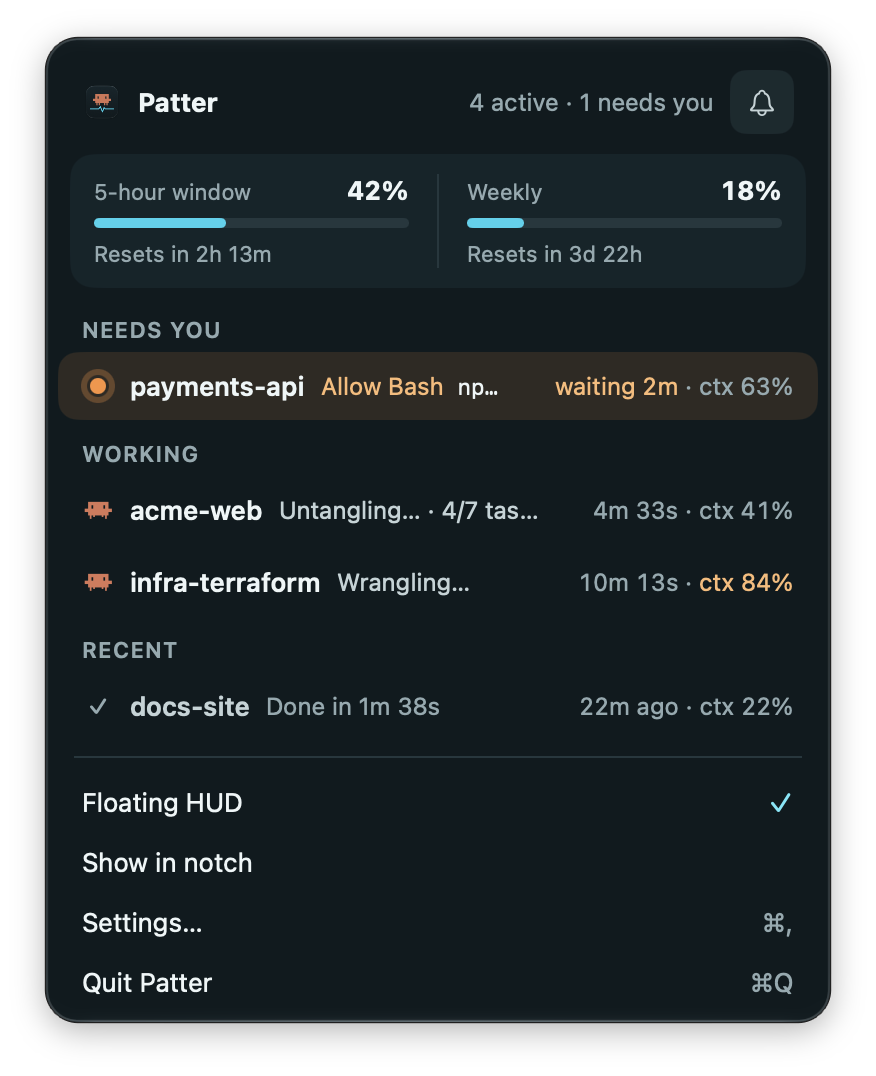 Patter 4 active · 1 needs you
5-hour window 42%
Resets in 2h 13m
Weekly 18%
Resets in 3d 22h
NEEDS YOU
payments-api Allow Bash np… waiting 2m · ctx 63%
WORKING
acme-web Untangling… · 4/7 tas… 4m 33s · ctx 41%
infra-terraform Wrangling… 10m 13s · ctx 84%
RECENT
docs-site Done in 1m 38s 22m ago · ctx 22%
Floating HUD ✓
Show in notch
Settings… ⌘,
Quit Patter ⌘Q